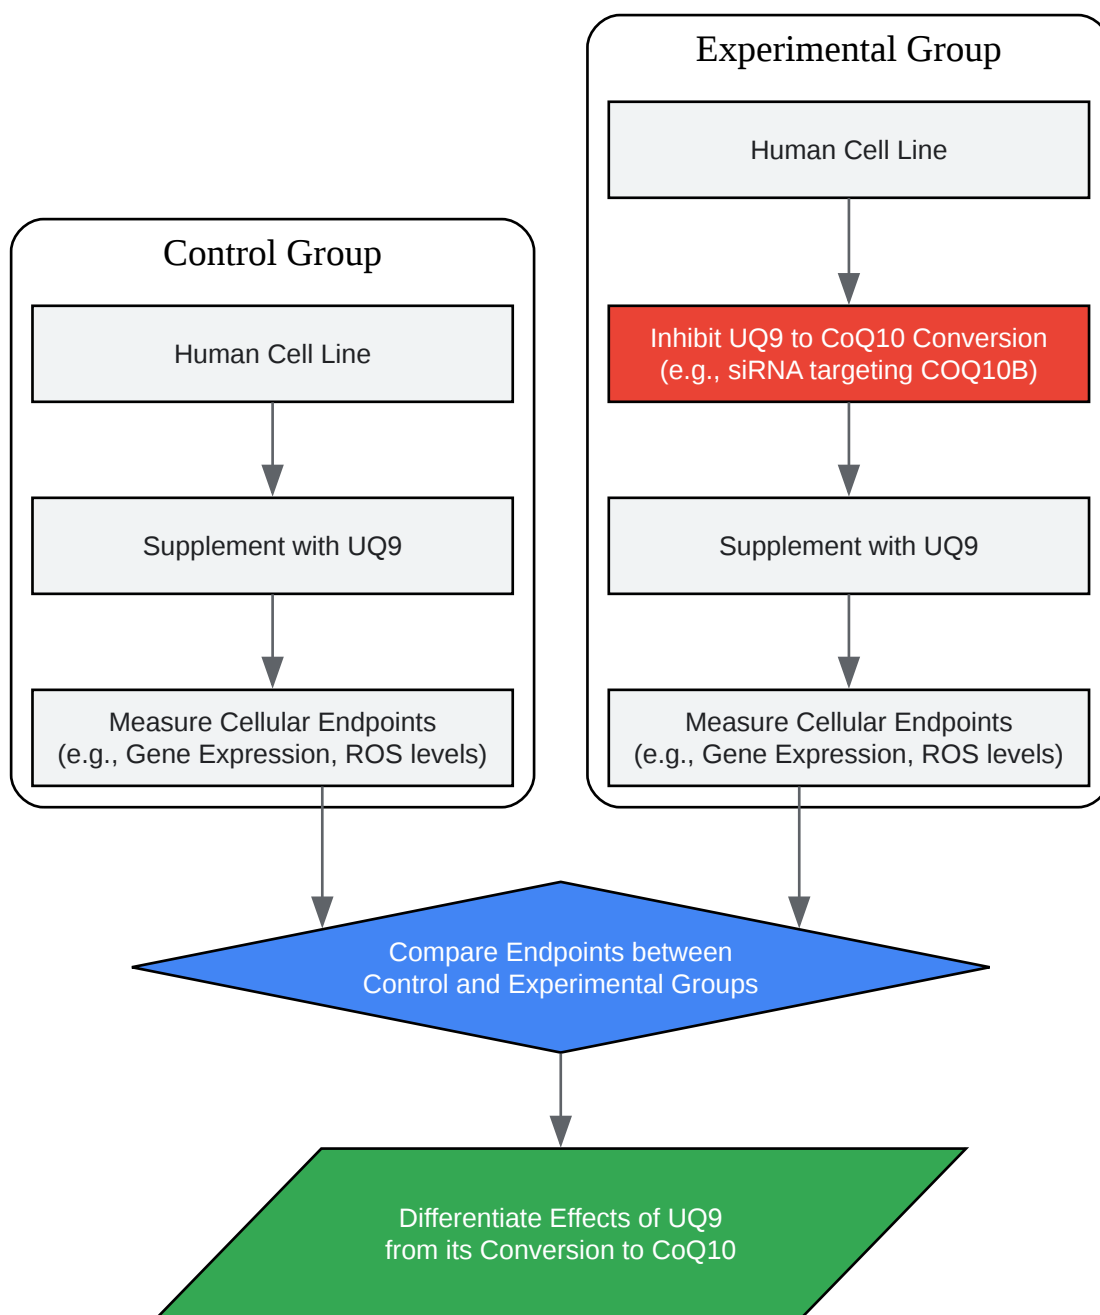 Control Group
Human Cell Line
Supplement with UQ9
Measure Cellular Endpoints
(e.g., Gene Expression, ROS levels)
Experimental Group
Human Cell Line
Inhibit UQ9 to CoQ10 Conversion
(e.g., siRNA targeting COQ10B)
Supplement with UQ9
Measure Cellular Endpoints
(e.g., Gene Expression, ROS levels)
Compare Endpoints between
Control and Experimental Groups
Differentiate Effects of UQ9
from its Conversion to CoQ10